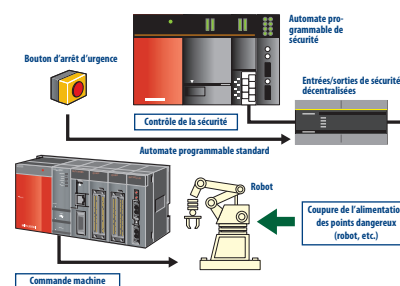 Automate pro-
grammable de
sécurité
Bouton d'arrêt d'urgence
Entrées/sorties de sécurité
décentralisées
Contrôle de la sécurité
Automate programmable standard
Robot
Coupure de l'alimentation
des points dangereux
(robot, etc.)
Commande machine